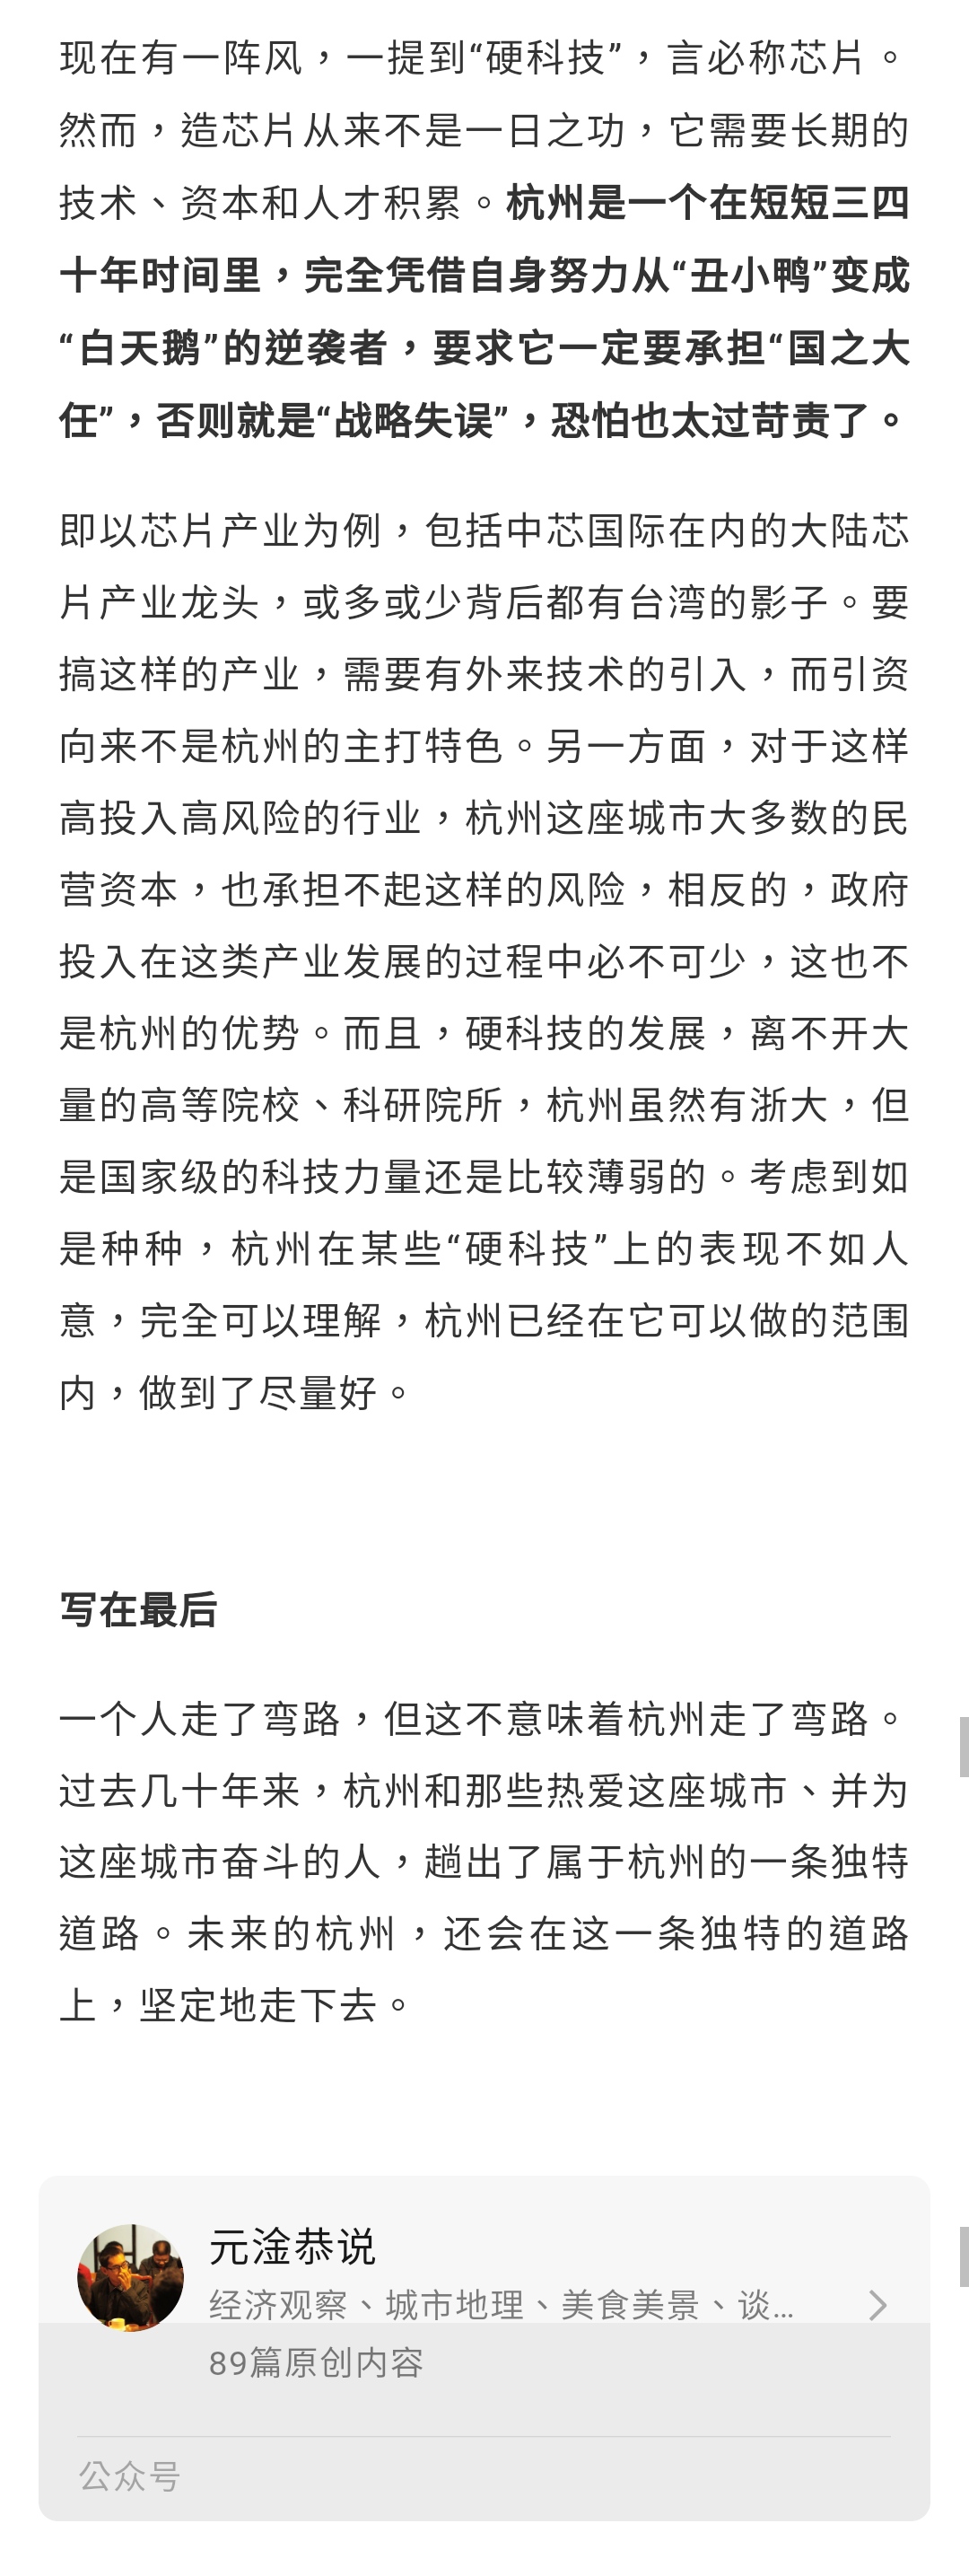 现在有一阵风，一提到“硬科技”，言必称芯片。
然而，造芯片从来不是一日之功，它需要长期的
技术、资本和人才积累。杭州是一个在短短三四
十年时间里，完全凭借自身努力从“丑小鸭”变成
“白天鹅”的逆袭者，要求它一定要承担“国之大
任”，否则就是“战略失误”，恐怕也太过苛责了。
即以芯片产业为例，包括中芯国际在内的大陆芯
片产业龙头，或多或少背后都有台湾的影子。要
搞这样的产业，需要有外来技术的引入，而引资
向来不是杭州的主打特色。另一方面，对于这样
高投入高风险的行业，杭州这座城市大多数的民
营资本，也承担不起这样的风险，相反的，政府
投入在这类产业发展的过程中必不可少，这也不
是杭州的优势。而且，硬科技的发展，离不开大
量的高等院校、科研院所，杭州虽然有浙大，但
是国家级的科技力量还是比较薄弱的。考虑到如
是种种，杭州在某些“硬科技”上的表现不如人
意，完全可以理解，杭州已经在它可以做的范围
内，做到了尽量好。
写在最后
一个人走了弯路，但这不意味着杭州走了弯路。
过去几十年来，杭州和那些热爱这座城市、并为
这座城市奋斗的人，趟出了属于杭州的一条独特
道路。未来的杭州，还会在这一条独特的道路
上，坚定地走下去。
元淦恭说
经济观察、城市地理、美食美景、谈...
89篇原创内容
公众号